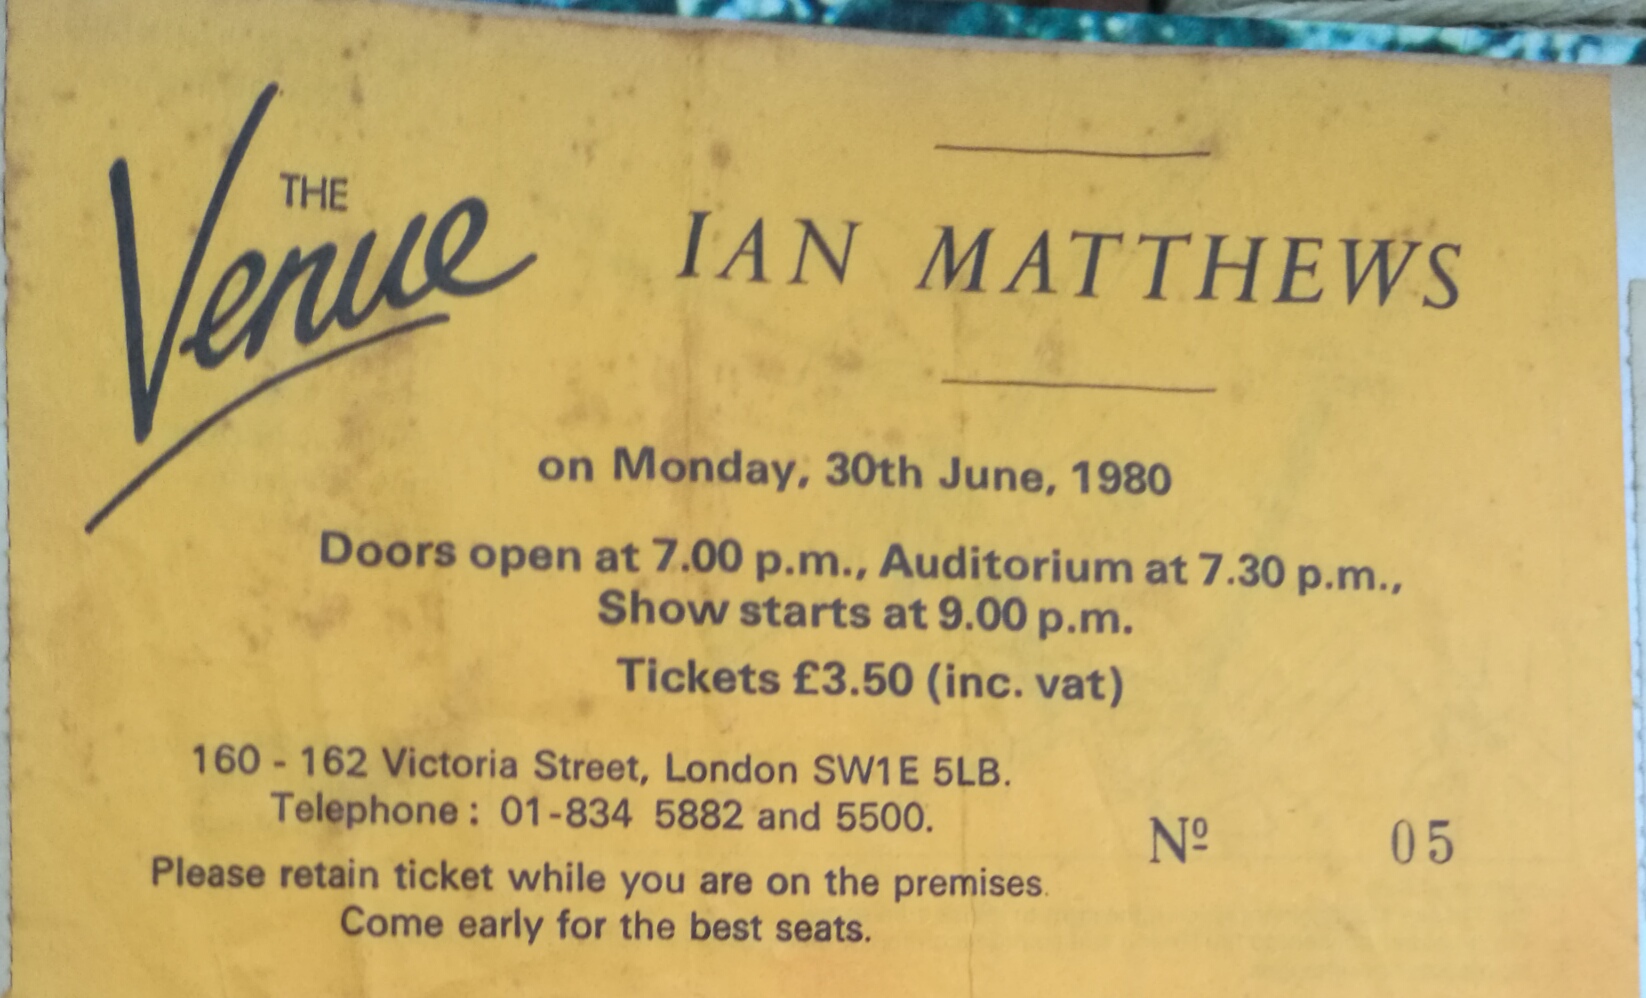 THE
Venue
IAN MATTHEWS
on Monday, 30th June, 1980
Doors open at 7.00 p.m., Auditorium at 7.30 p.m.,
Show starts at 9.00 p.m.
Tickets £3.50 (inc. vat)
160 - 162 Victoria Street, London SW1E 5LB.
Telephone : 01-834 5882 and 5500.
Nº 05
Please retain ticket while you are on the premises.
Come early for the best seats.